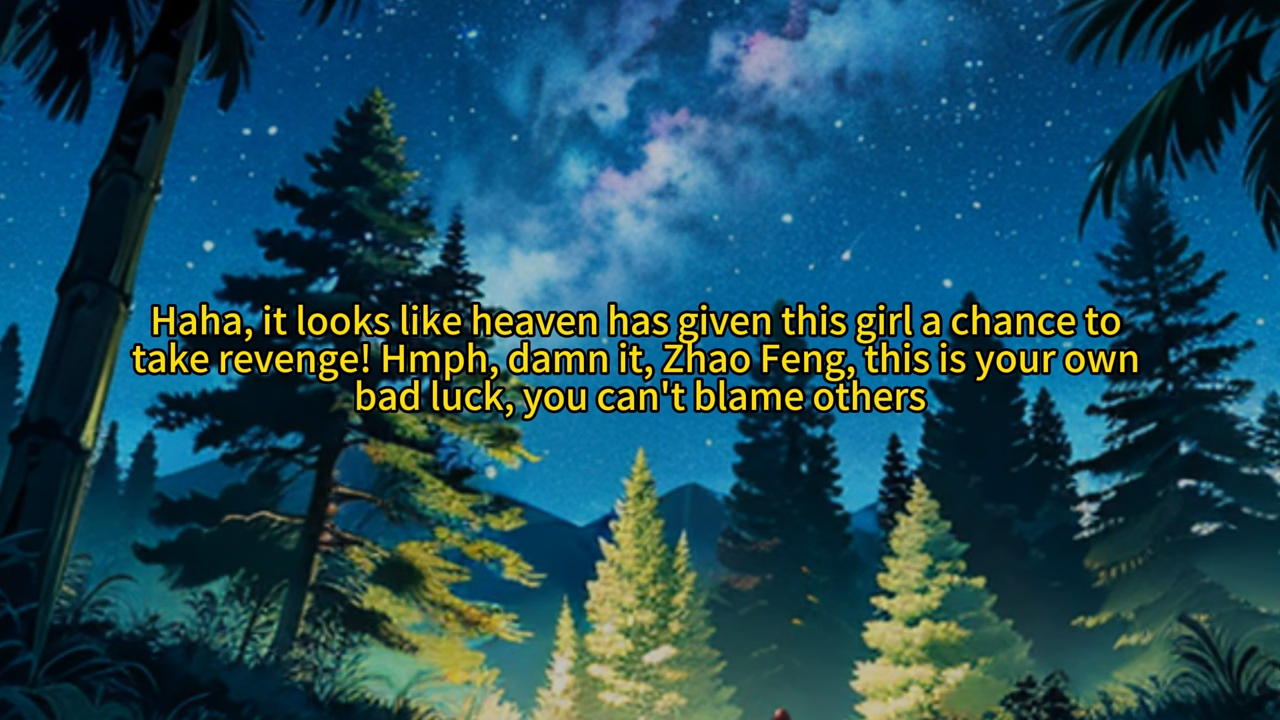 Haha, it looks like heaven has given this girl a chance to
take revenge! Hmph, damn it, Zhao Feng, this is your own
bad luck, you can't blame others